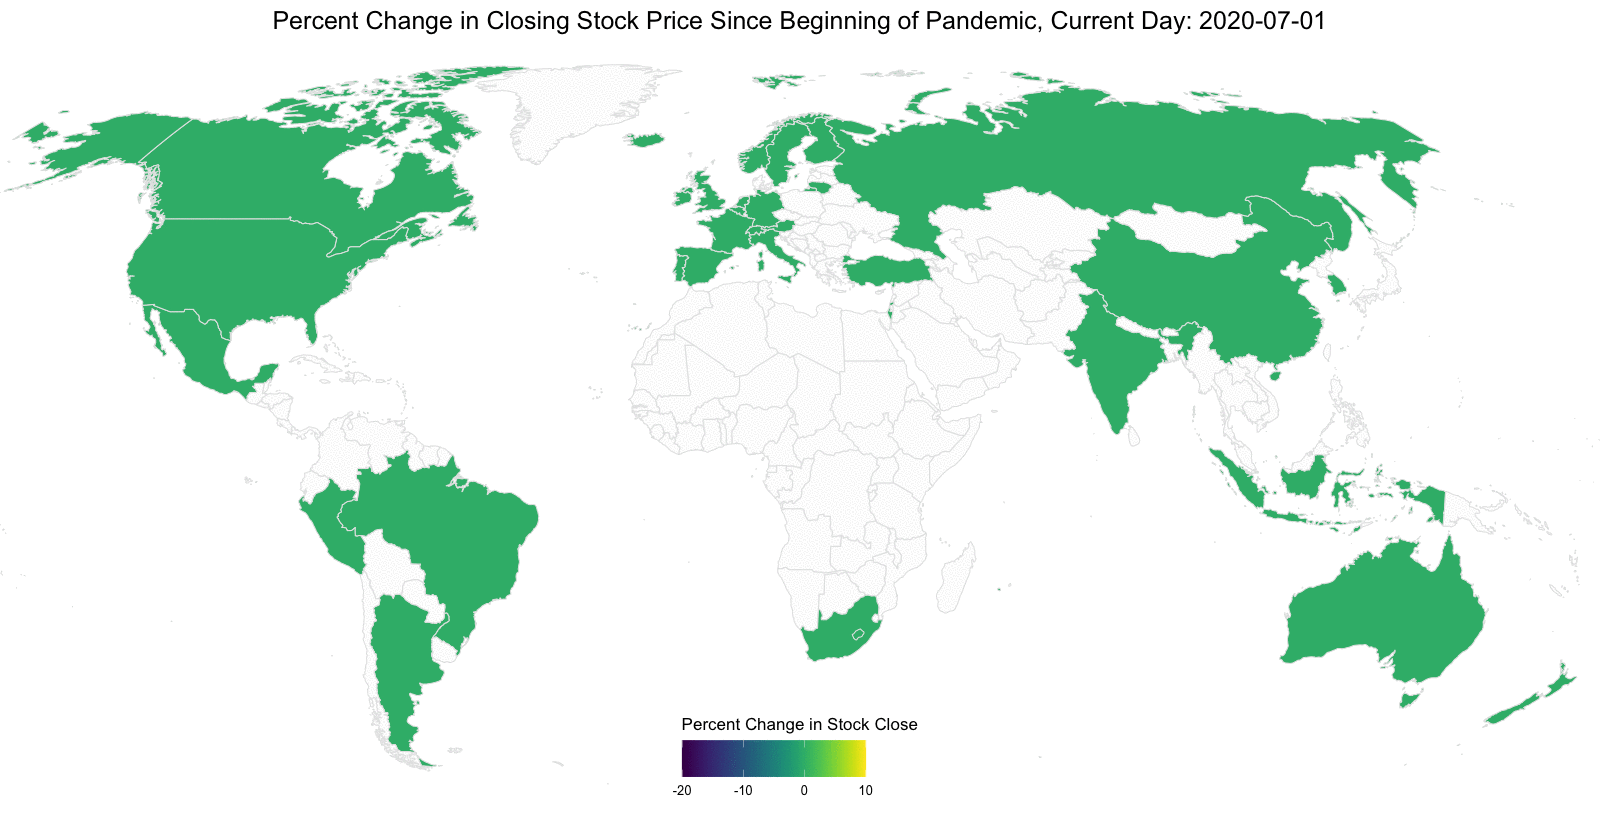 Percent Change in Closing Stock Price Since Beginning of Pandemic, Current Day: 2020-07-01
Percent Change in Stock Close
-20 -10 0 10